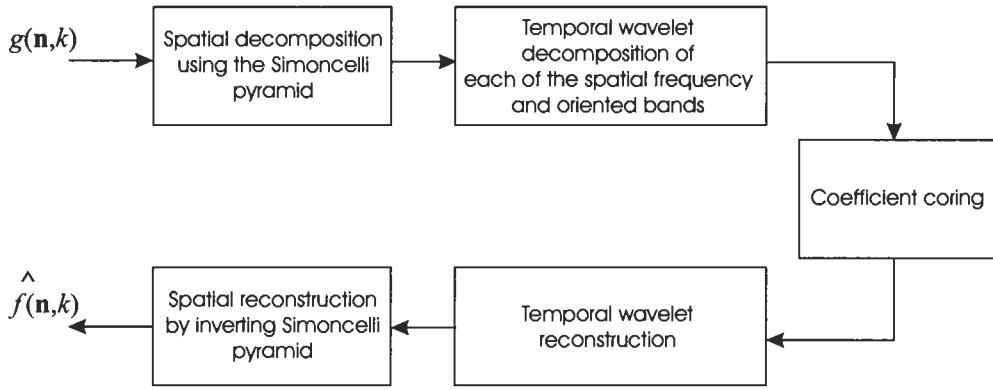 g(n,k)
Spatial decomposition
using the Simoncelli
pyramid
Temporal wavelet
decomposition of
each of the spatial frequency
and oriented bands
Coefficient coring
Temporal wavelet
reconstruction
Spatial reconstruction
by inverting Simoncelli
pyramid
f̂(n,k)